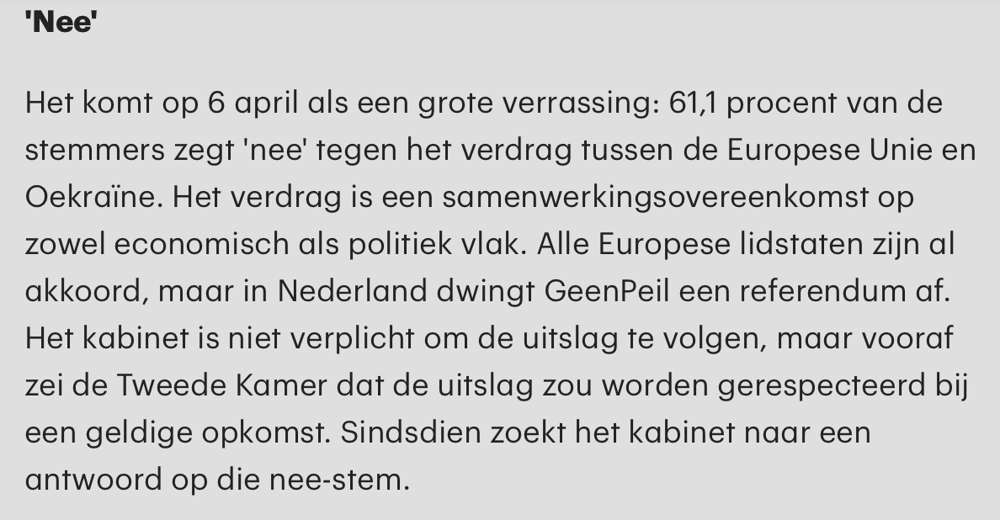 'Nee'
Het komt op 6 april als een grote verrassing: 61,1 procent van de
stemmers zegt 'nee' tegen het verdrag tussen de Europese Unie en
Oekraïne. Het verdrag is een samenwerkingsovereenkomst op
zowel economisch als politiek vlak. Alle Europese lidstaten zijn al
akkoord, maar in Nederland dwingt GeenPeil een referendum af.
Het kabinet is niet verplicht om de uitslag te volgen, maar vooraf
zei de Tweede Kamer dat de uitslag zou worden gerespecteerd bij
een geldige opkomst. Sindsdien zoekt het kabinet naar een
antwoord op die nee-stem.